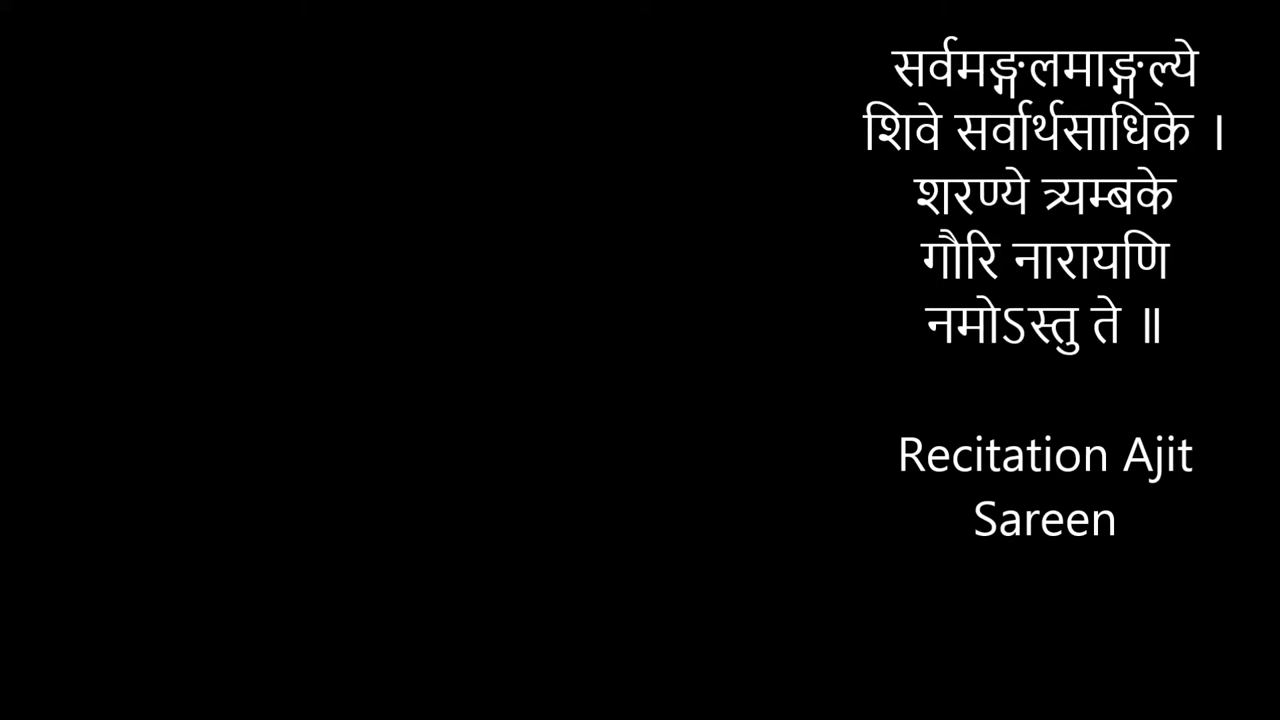 सर्वमङ्गलमाङ्गल्ये
शिवे सर्वार्थसाधिके ।
शरण्ये त्र्यम्बके
गौरि नारायणि
नमोऽस्तु ते ॥
Recitation Ajit
Sareen